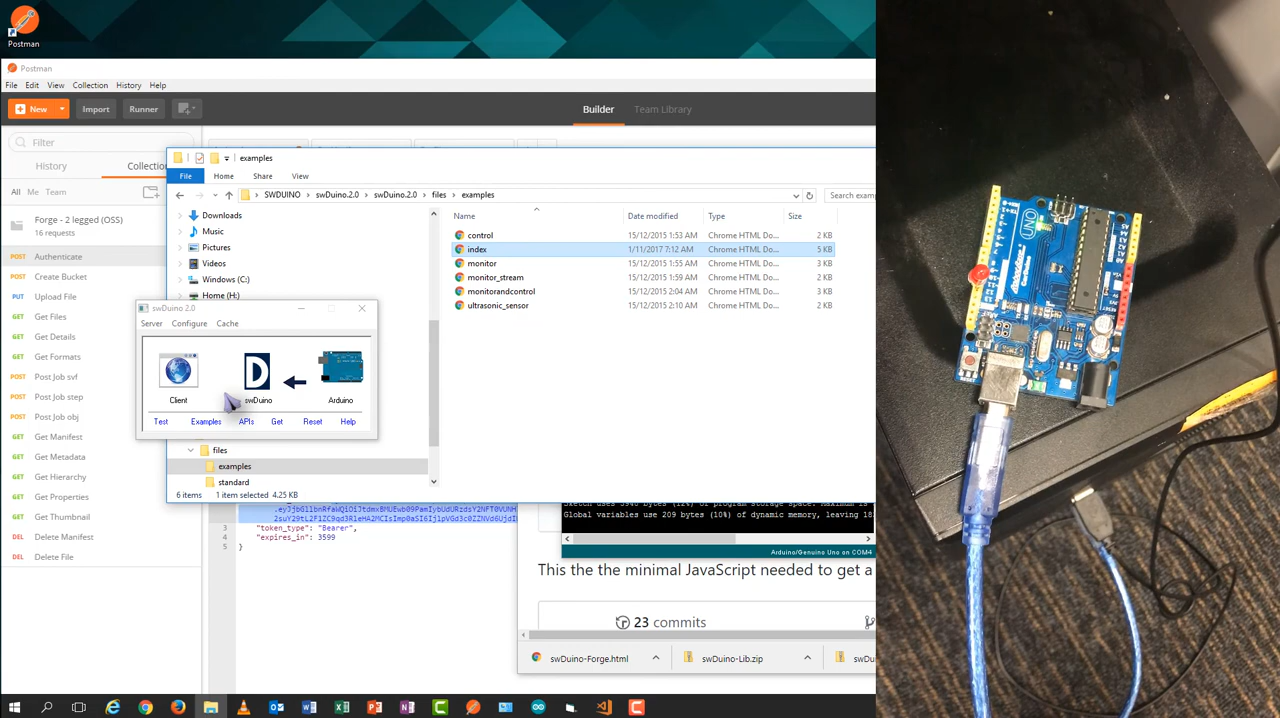 Postman
Postman
File Edit View Collection History Help
New Import Runner Builder Team Library
Filter
History Collectio
All Me Team
Forge - 2 legged (OSS)
16 requests
POST Authenticate
POST Create Bucket
PUT Upload File
GET Get Files
GET Get Details
GET Get Formats
POST Post Job svf
POST Post Job step
POST Post Job obj
GET Get Manifest
GET Get Metadata
GET Get Hierarchy
GET Get Properties
GET Get Thumbnail
DEL Delete Manifest
DEL Delete File
examples
File Home Share View
SWDUINO swDuino.2.0 swDuino.2.0 files examples
Search examp
Downloads
Music
Pictures
Videos
Windows (C:)
Home (H:)
Name Date modified Type Size
control 15/12/2015 1:53 AM Chrome HTML Do... 2 KB
index 1/11/2017 7:12 AM Chrome HTML Do... 5 KB
monitor 15/12/2015 1:55 AM Chrome HTML Do... 3 KB
monitor_stream 15/12/2015 1:59 AM Chrome HTML Do... 2 KB
monitorandcontrol 15/12/2015 2:04 AM Chrome HTML Do... 3 KB
ultrasonic_sensor 15/12/2015 2:10 AM Chrome HTML Do... 2 KB
swDuino 2.0
Server Configure Cache
D
Client swDuino Arduino
Test Examples APIs Get Reset Help
files
examples
standard
6 items 1 item selected 4.25 KB
3 "token_type": "Bearer",
4 "expires_in": 3599
5 }
Global variables use 209 bytes (10%) of dynamic memory, leaving 18
Arduino/Genuino Uno on COM4
This the the minimal JavaScript needed to get a
23 commits
swDuino-Forge.html swDuino-Lib.zip swDu
UNO
RESET